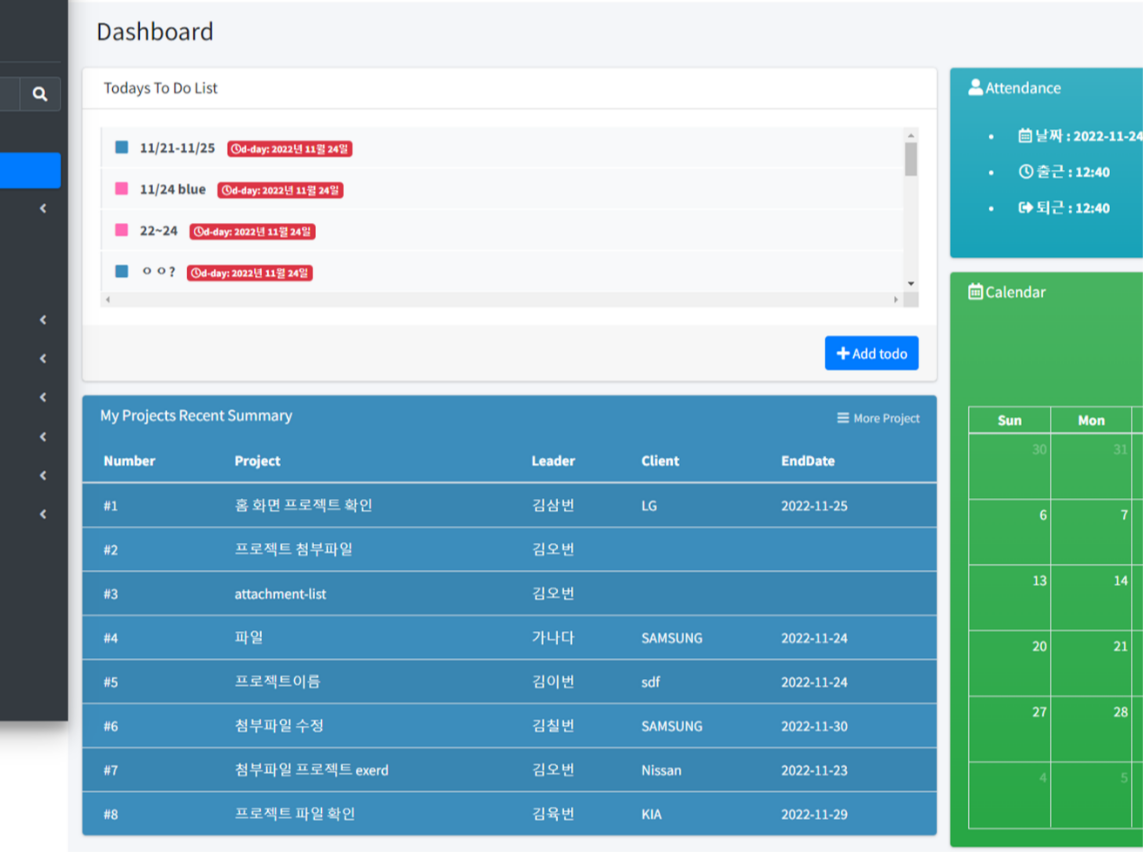 Dashboard
Todays To Do List
11/21-11/25 d-day: 2022년 11월 24일
11/24 blue d-day: 2022년 11월 24일
22~24 d-day: 2022년 11월 24일
ㅇㅇ? d-day: 2022년 11월 24일
Add todo
My Projects Recent Summary More Project
Number Project Leader Client EndDate
#1 홈 화면 프로젝트 확인 김삼번 LG 2022-11-25
#2 프로젝트 첨부파일 김오번
#3 attachment-list 김오번
#4 파일 가나다 SAMSUNG 2022-11-24
#5 프로젝트이름 김이번 sdf 2022-11-24
#6 첨부파일 수정 김칠번 SAMSUNG 2022-11-30
#7 첨부파일 프로젝트 exerd 김오번 Nissan 2022-11-23
#8 프로젝트 파일 확인 김육번 KIA 2022-11-29
Attendance
날짜 : 2022-11-24
출근 : 12:40
퇴근 : 12:40
Calendar
Sun Mon
30 31
6 7
13 14
20 21
27 28
4 5